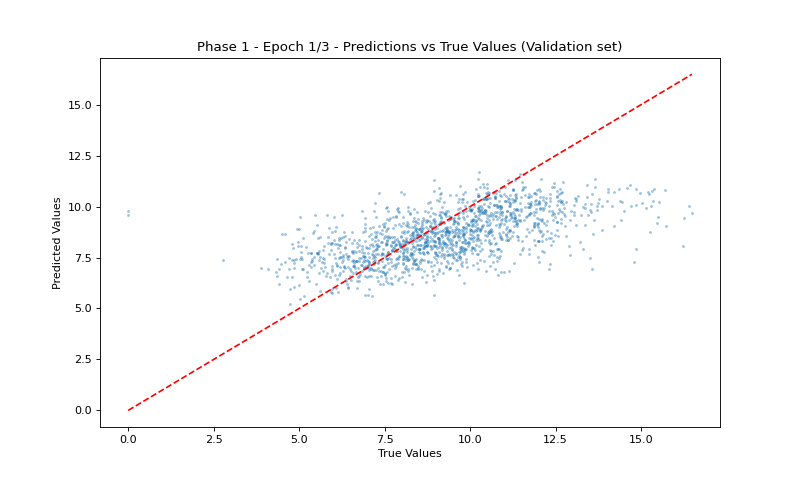 Phase 1 - Epoch 1/3 - Predictions vs True Values (Validation set)
15.0
12.5
10.0
7.5
5.0
2.5
0.0
Predicted Values
0.0 2.5 5.0 7.5 10.0 12.5 15.0
True Values